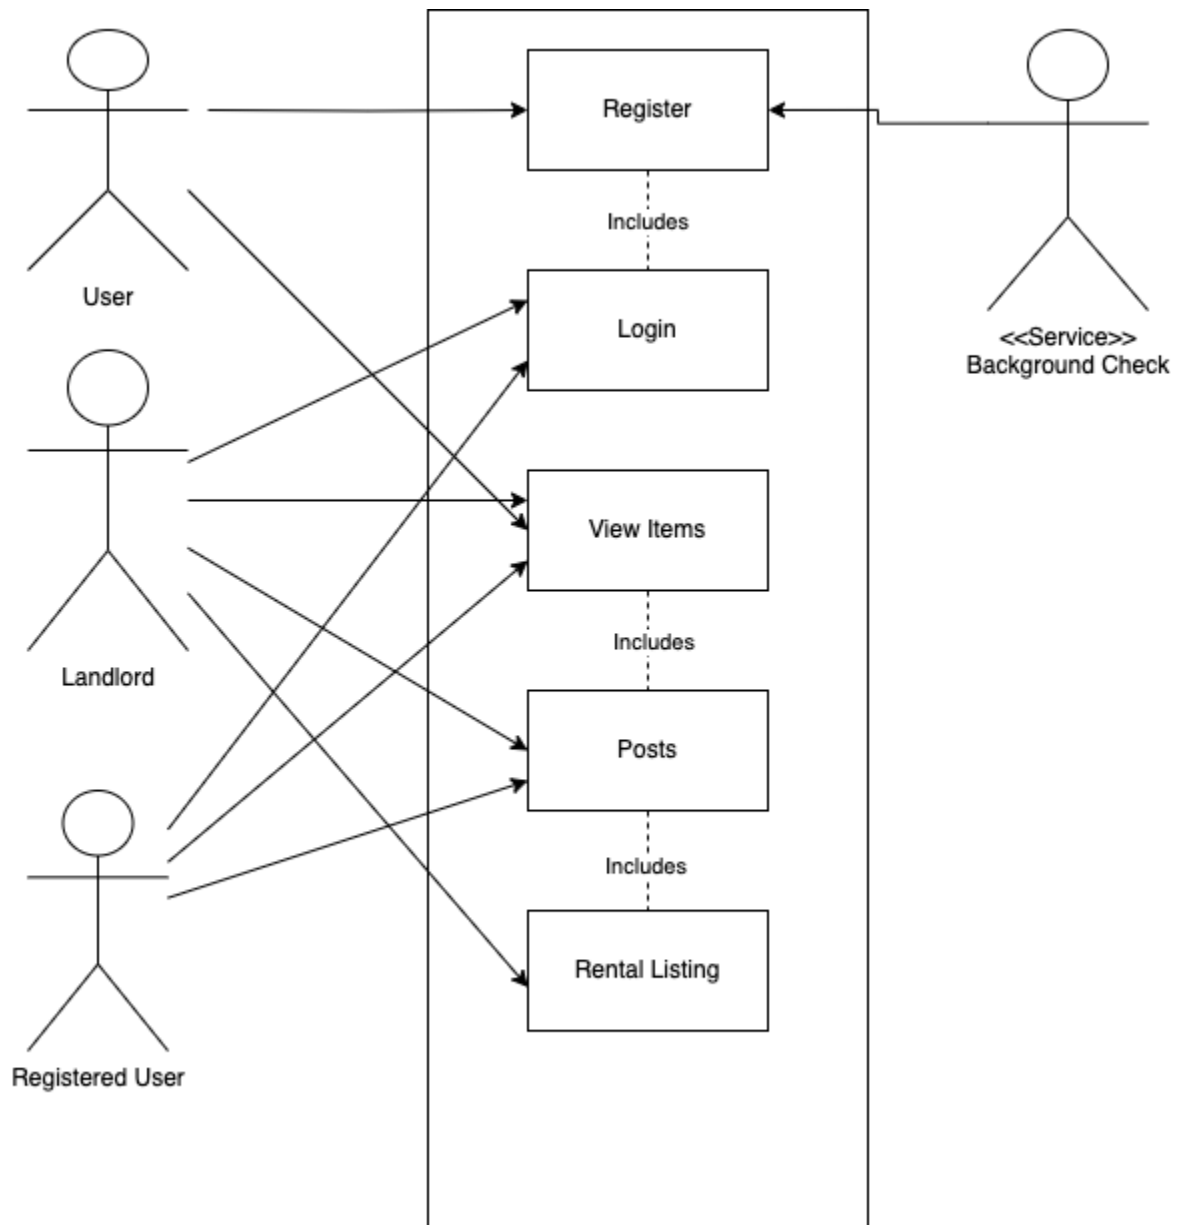 Register
Includes
User
Login
<<Service>>
Background Check
View Items
Includes
Landlord
Posts
Includes
Rental Listing
Registered User